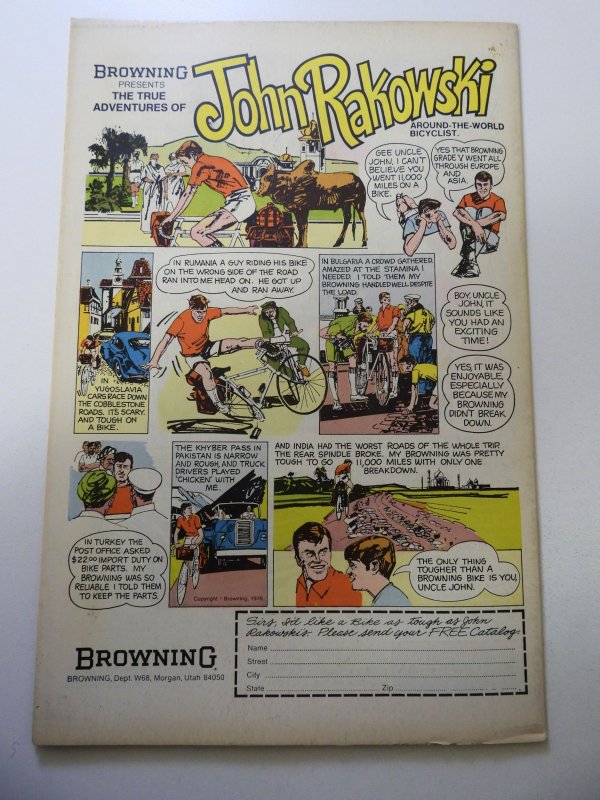 BROWNING
PRESENTS
THE TRUE
ADVENTURES OF
John Rakowski
AROUND-THE-WORLD
BICYCLIST.
GEE UNCLE
JOHN, I CAN'T
BELIEVE YOU
WENT 11,000
MILES ON A
BIKE.
YES THAT BROWNING
GRADE V WENT ALL
THROUGH EUROPE
AND
ASIA.
IN
YUGOSLAVIA
CARS RACE DOWN
THE COBBLESTONE
ROADS. IT'S SCARY.
AND TOUGH ON
A BIKE.
IN RUMANIA A GUY RIDING HIS BIKE
ON THE WRONG SIDE OF THE ROAD
RAN INTO ME HEAD ON. HE GOT UP
AND RAN AWAY.
IN BULGARIA A CROWD GATHERED,
AMAZED AT THE STAMINA I
NEEDED. I TOLD THEM MY
BROWNING HANDLED WELL DESPITE
THE LOAD.
BOY, UNCLE
JOHN, IT
SOUNDS LIKE
YOU HAD AN
EXCITING
TIME!
YES, IT WAS
ENJOYABLE,
ESPECIALLY
BECAUSE MY
BROWNING
DIDN'T BREAK
DOWN.
IN TURKEY THE
POST OFFICE ASKED
$22.00 IMPORT DUTY ON
BIKE PARTS. MY
BROWNING WAS SO
RELIABLE I TOLD THEM
TO KEEP THE PARTS.
THE KHYBER PASS IN
PAKISTAN IS NARROW
AND ROUGH, AND TRUCK
DRIVERS PLAYED
'CHICKEN' WITH
ME.
Copyright • Browning, 1975.
AND INDIA HAD THE WORST ROADS OF THE WHOLE TRIP.
THE REAR SPINDLE BROKE. MY BROWNING WAS PRETTY
TOUGH TO GO 11,000 MILES WITH ONLY ONE
BREAKDOWN.
THE ONLY THING
TOUGHER THAN A
BROWNING BIKE IS YOU,
UNCLE JOHN.
BROWNING
BROWNING, Dept. W68, Morgan, Utah 84050
Sirs, I'd like a bike as tough as John
Rakowski's. Please send your FREE Catalog.
Name
Street
City
State Zip